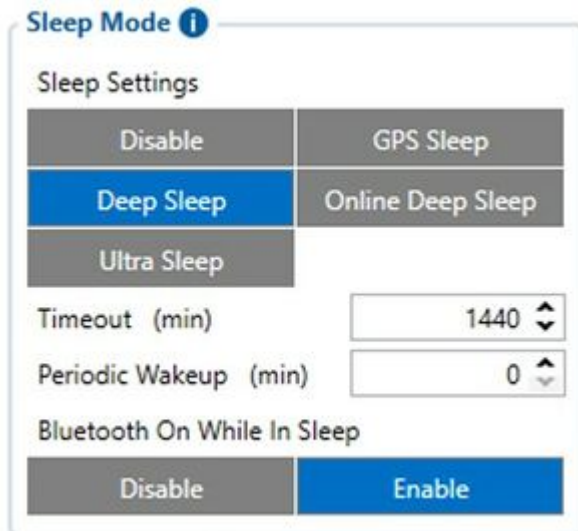 Sleep Mode i
Sleep Settings
Disable GPS Sleep
Deep Sleep Online Deep Sleep
Ultra Sleep
Timeout (min) 1440
Periodic Wakeup (min) 0
Bluetooth On While In Sleep
Disable Enable